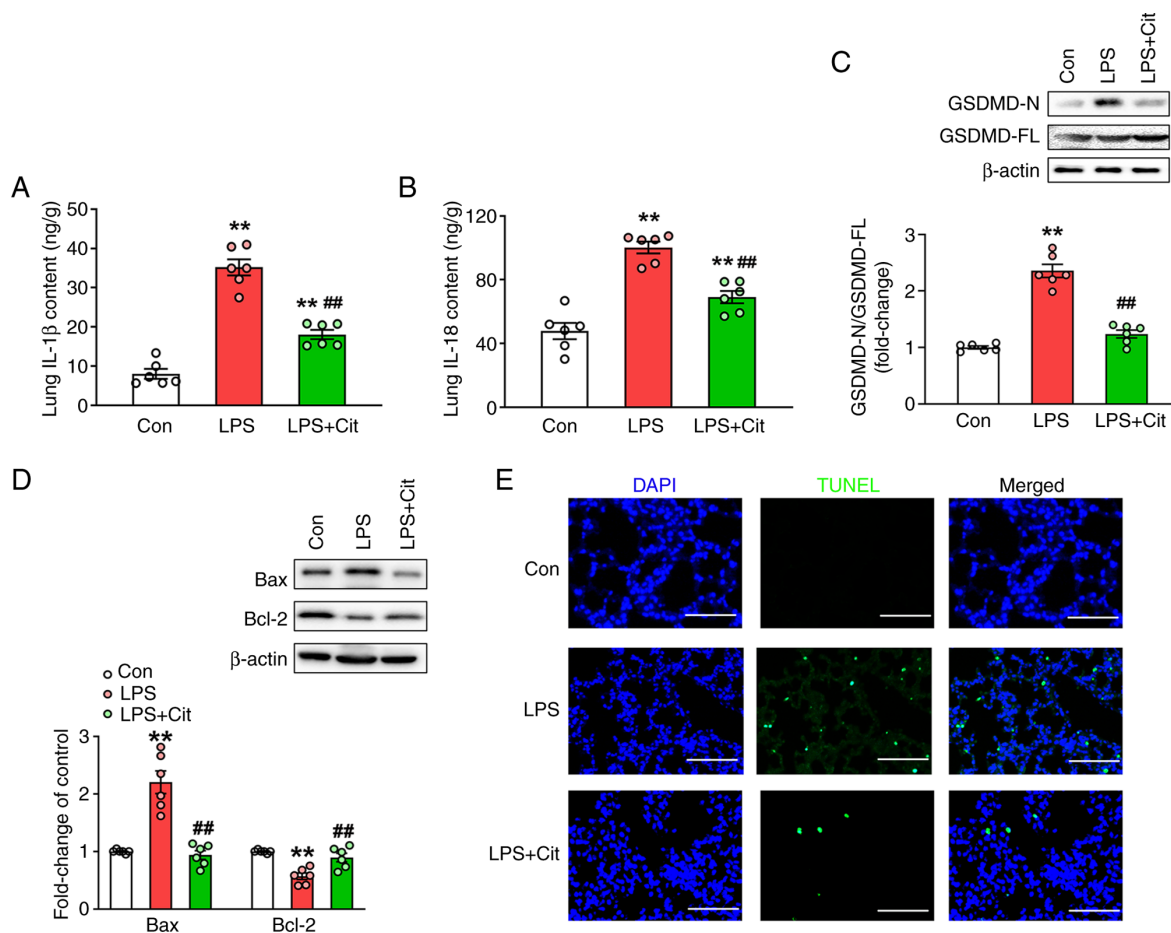 A
Lung IL-1β content (ng/g)
50
40
30
20
10
0
**
** ##
Con
LPS
LPS+Cit
B
Lung IL-18 content (ng/g)
120
80
40
0
**
** ##
Con
LPS
LPS+Cit
C
Con
LPS
LPS+Cit
GSDMD-N
GSDMD-FL
β-actin
GSDMD-N/GSDMD-FL
(fold-change)
3
2
1
0
**
##
Con
LPS
LPS+Cit
D
Con
LPS
LPS+Cit
Bax
Bcl-2
β-actin
Con
LPS
LPS+Cit
Fold-change of control
3
2
1
0
**
##
**
##
Bax
Bcl-2
E
DAPI
TUNEL
Merged
Con
LPS
LPS+Cit